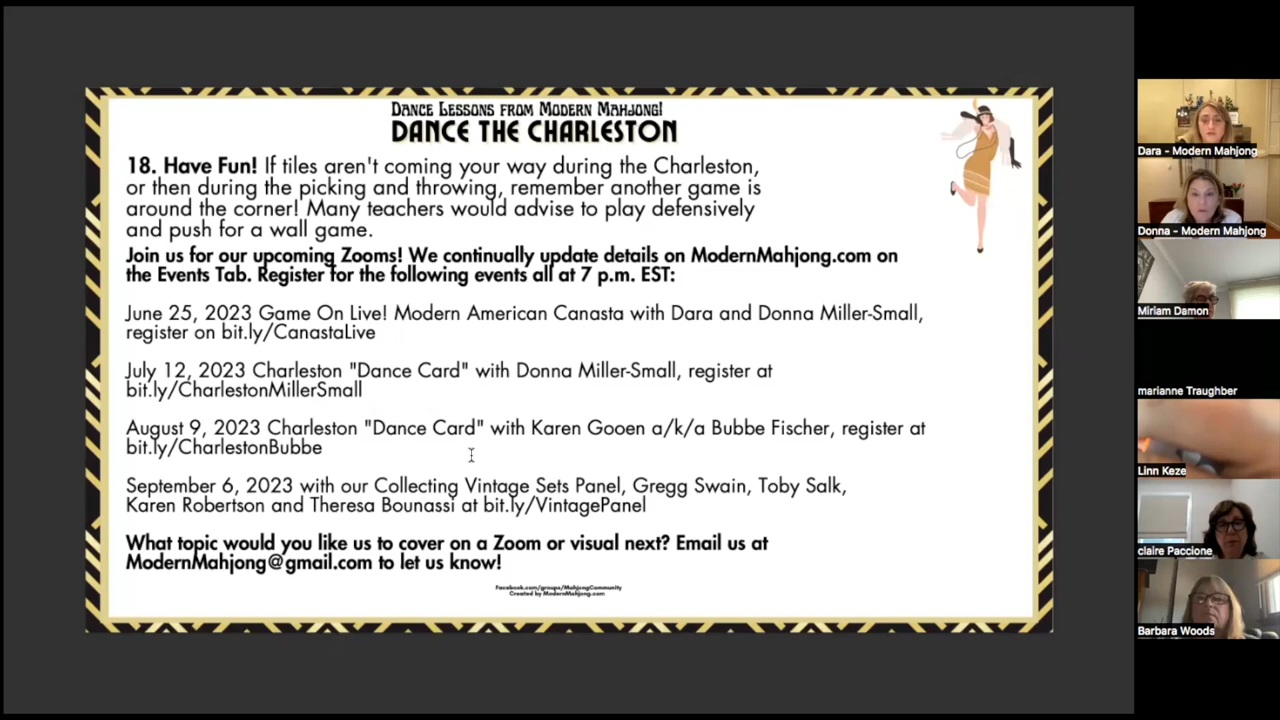 Dance Lessons from Modern Mahjong!
DANCE THE CHARLESTON
18. Have Fun! If tiles aren't coming your way during the Charleston,
or then during the picking and throwing, remember another game is
around the corner! Many teachers would advise to play defensively
and push for a wall game.
Join us for our upcoming Zooms! We continually update details on ModernMahjong.com on
the Events Tab. Register for the following events all at 7 p.m. EST:
June 25, 2023 Game On Live! Modern American Canasta with Dara and Donna Miller-Small,
register on bit.ly/CanastaLive
July 12, 2023 Charleston "Dance Card" with Donna Miller-Small, register at
bit.ly/CharlestonMillerSmall
August 9, 2023 Charleston "Dance Card" with Karen Gooen a/k/a Bubbe Fischer, register at
bit.ly/CharlestonBubbe
September 6, 2023 with our Collecting Vintage Sets Panel, Gregg Swain, Toby Salk,
Karen Robertson and Theresa Bounassi at bit.ly/VintagePanel
What topic would you like us to cover on a Zoom or visual next? Email us at
ModernMahjong@gmail.com to let us know!
Facebook.com/groups/MahjongCommunity
Created by ModernMahjong.com
Dara - Modern Mahjong
Donna - Modern Mahjong
Miriam Damon
marianne Traughber
Linn Keze
claire Paccione
Barbara Woods